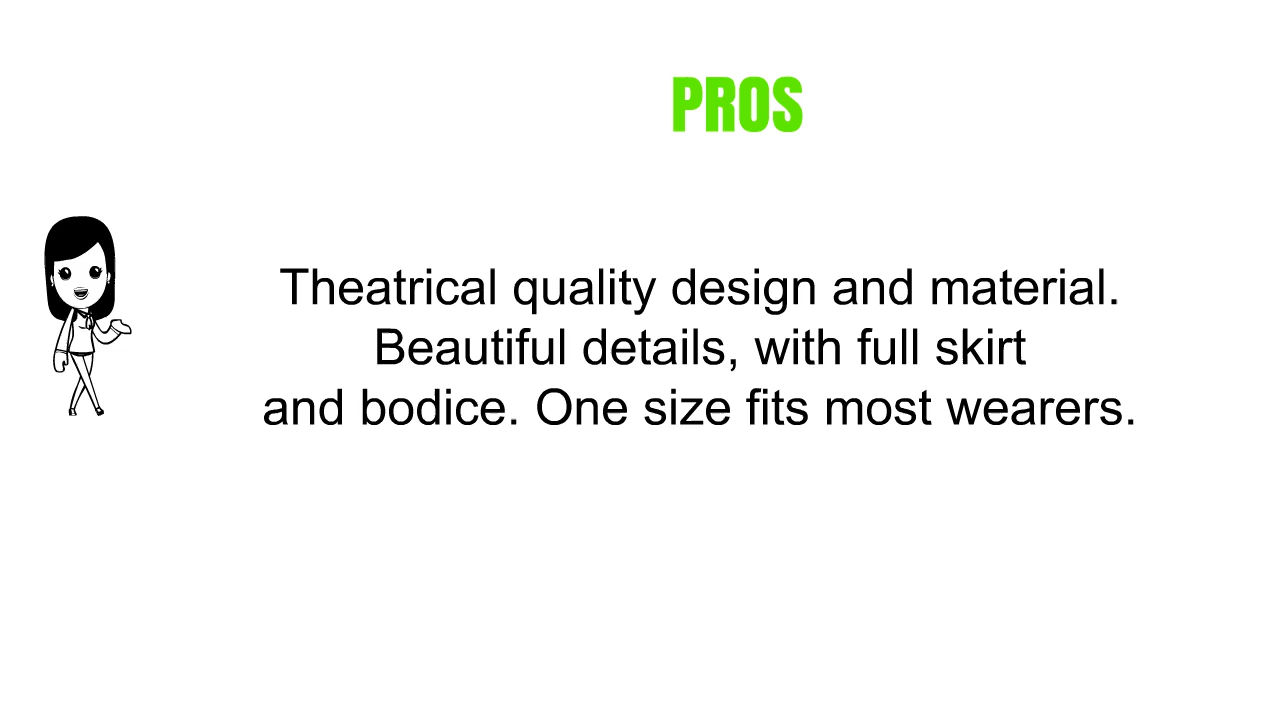 PROS
Theatrical quality design and material.
Beautiful details, with full skirt
and bodice. One size fits most wearers.